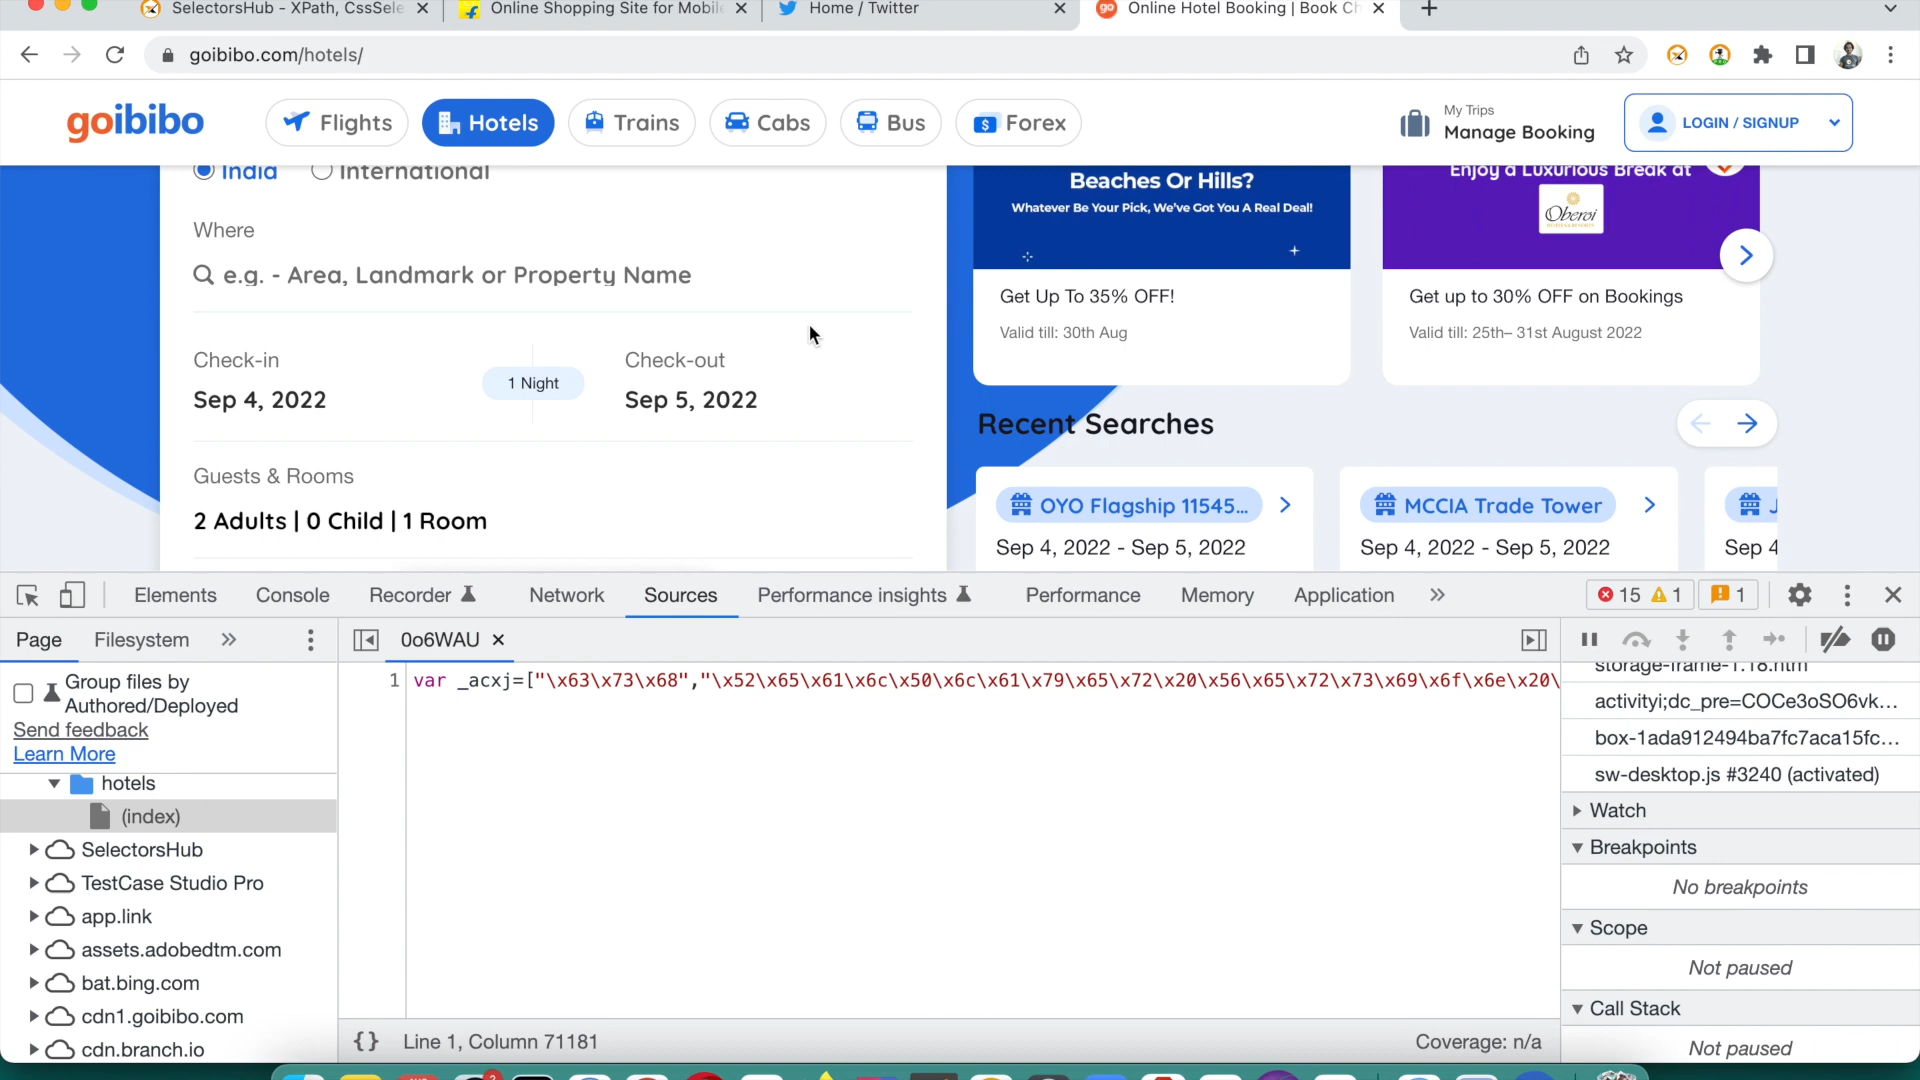 SelectorsHub - XPath, CssSele
Online Shopping Site for Mobile
Home / Twitter
Online Hotel Booking | Book Ch
goibibo.com/hotels/
goibibo
Flights
Hotels
Trains
Cabs
Bus
Forex
My Trips
Manage Booking
LOGIN / SIGNUP
India
International
Where
e.g. - Area, Landmark or Property Name
Check-in
Sep 4, 2022
1 Night
Check-out
Sep 5, 2022
Guests & Rooms
2 Adults | 0 Child | 1 Room
Beaches Or Hills?
Whatever Be Your Pick, We've Got You A Real Deal!
Get Up To 35% OFF!
Valid till: 30th Aug
Enjoy a Luxurious Break at
Oberoi
Get up to 30% OFF on Bookings
Valid till: 25th– 31st August 2022
Recent Searches
OYO Flagship 11545...
Sep 4, 2022 - Sep 5, 2022
MCCIA Trade Tower
Sep 4, 2022 - Sep 5, 2022
Sep 4
Elements
Console
Recorder
Network
Sources
Performance insights
Performance
Memory
Application
15
1
1
Page
Filesystem
0o6WAU
Group files by
Authored/Deployed
Send feedback
Learn More
hotels
(index)
SelectorsHub
TestCase Studio Pro
app.link
assets.adobedtm.com
bat.bing.com
cdn1.goibibo.com
cdn.branch.io
1 var _acxj=["\x63\x73\x68","\x52\x65\x61\x6c\x50\x6c\x61\x79\x65\x72\x20\x56\x65\x72\x73\x69\x6f\x6e\x20\
{} Line 1, Column 71181
Coverage: n/a
storage-frame-1.18.htm
activityi;dc_pre=COCe3oSO6vk...
box-1ada912494ba7fc7aca15fc...
sw-desktop.js #3240 (activated)
Watch
Breakpoints
No breakpoints
Scope
Not paused
Call Stack
Not paused